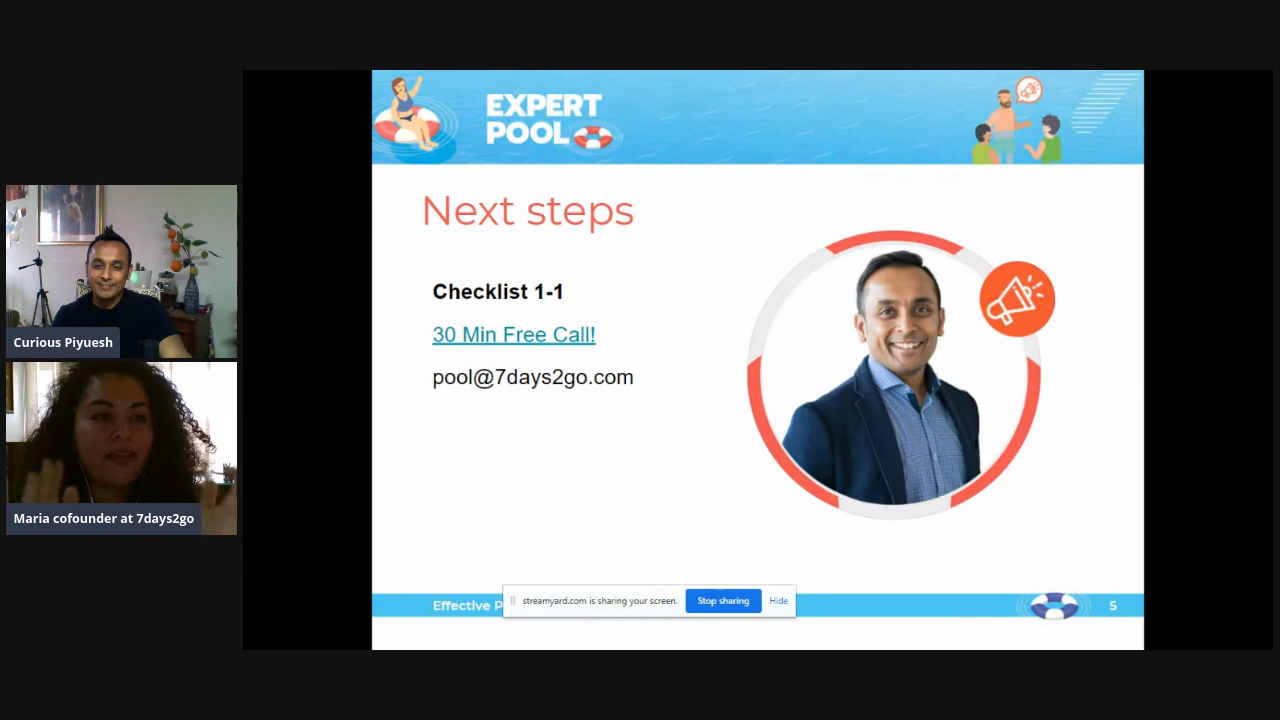 EXPERT
POOL
Next steps
Checklist 1-1
30 Min Free Call!
pool@7days2go.com
Curious Piyuesh
Maria cofounder at 7days2go
Effective P
streamyard.com is sharing your screen.
Stop sharing
Hide
5